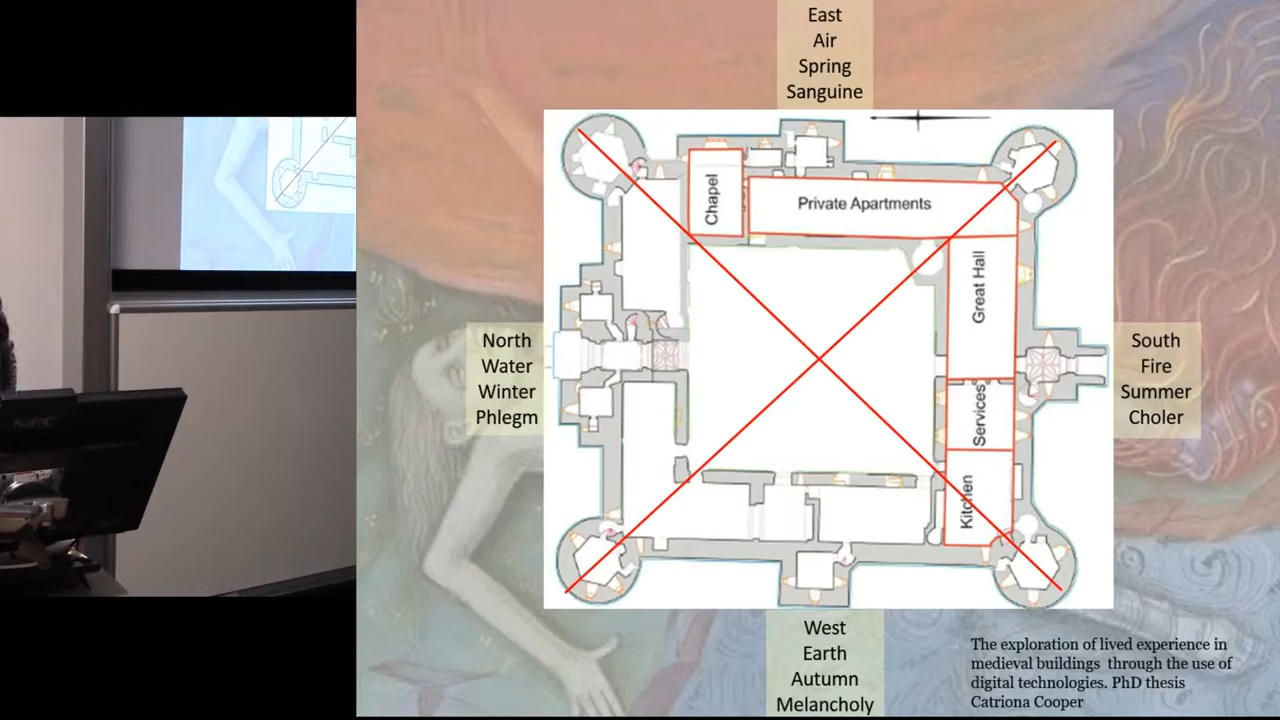 East
Air
Spring
Sanguine
Chapel
Private Apartments
Great Hall
North
Water
Winter
Phlegm
South
Fire
Summer
Choler
Services
Kitchen
West
Earth
Autumn
Melancholy
The exploration of lived experience in
medieval buildings through the use of
digital technologies. PhD thesis
Catriona Cooper
NEC